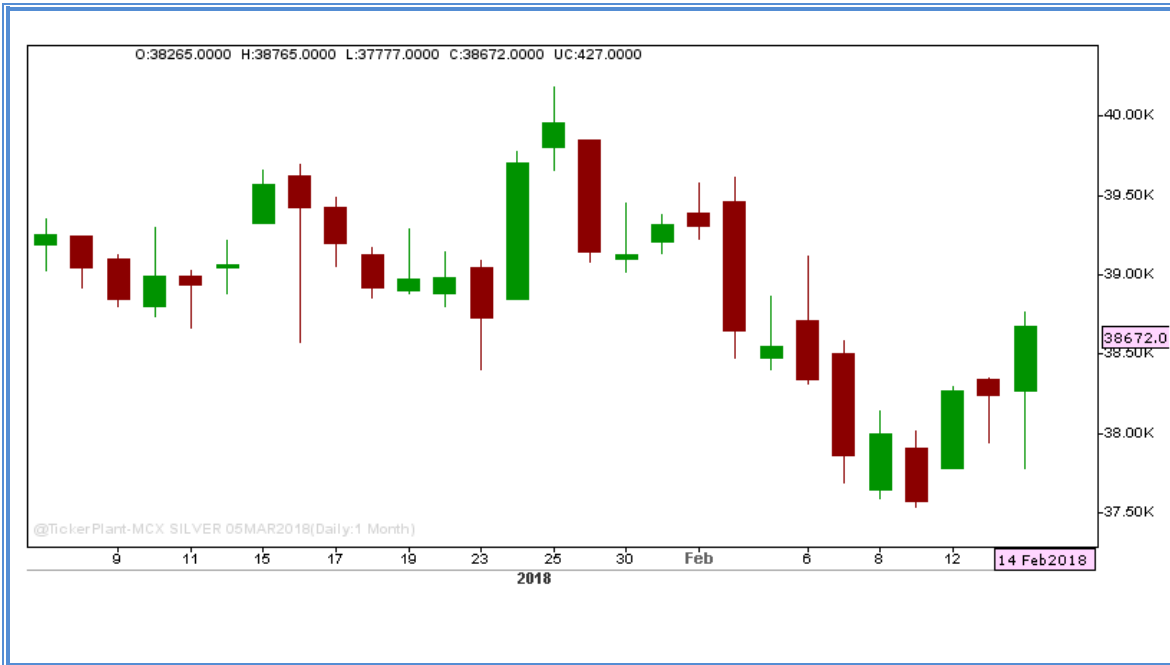 O:38265.0000 H:38765.0000 L:37777.0000 C:38672.0000 UC:427.0000
40.00K
39.50K
39.00K
38672.0
38.50K
38.00K
37.50K
@TickerPlant-MCX SILVER 05MAR2018(Daily:1 Month)
9 11 15 17 19 23 25 30 Feb 6 8 12 14 Feb2018
2018